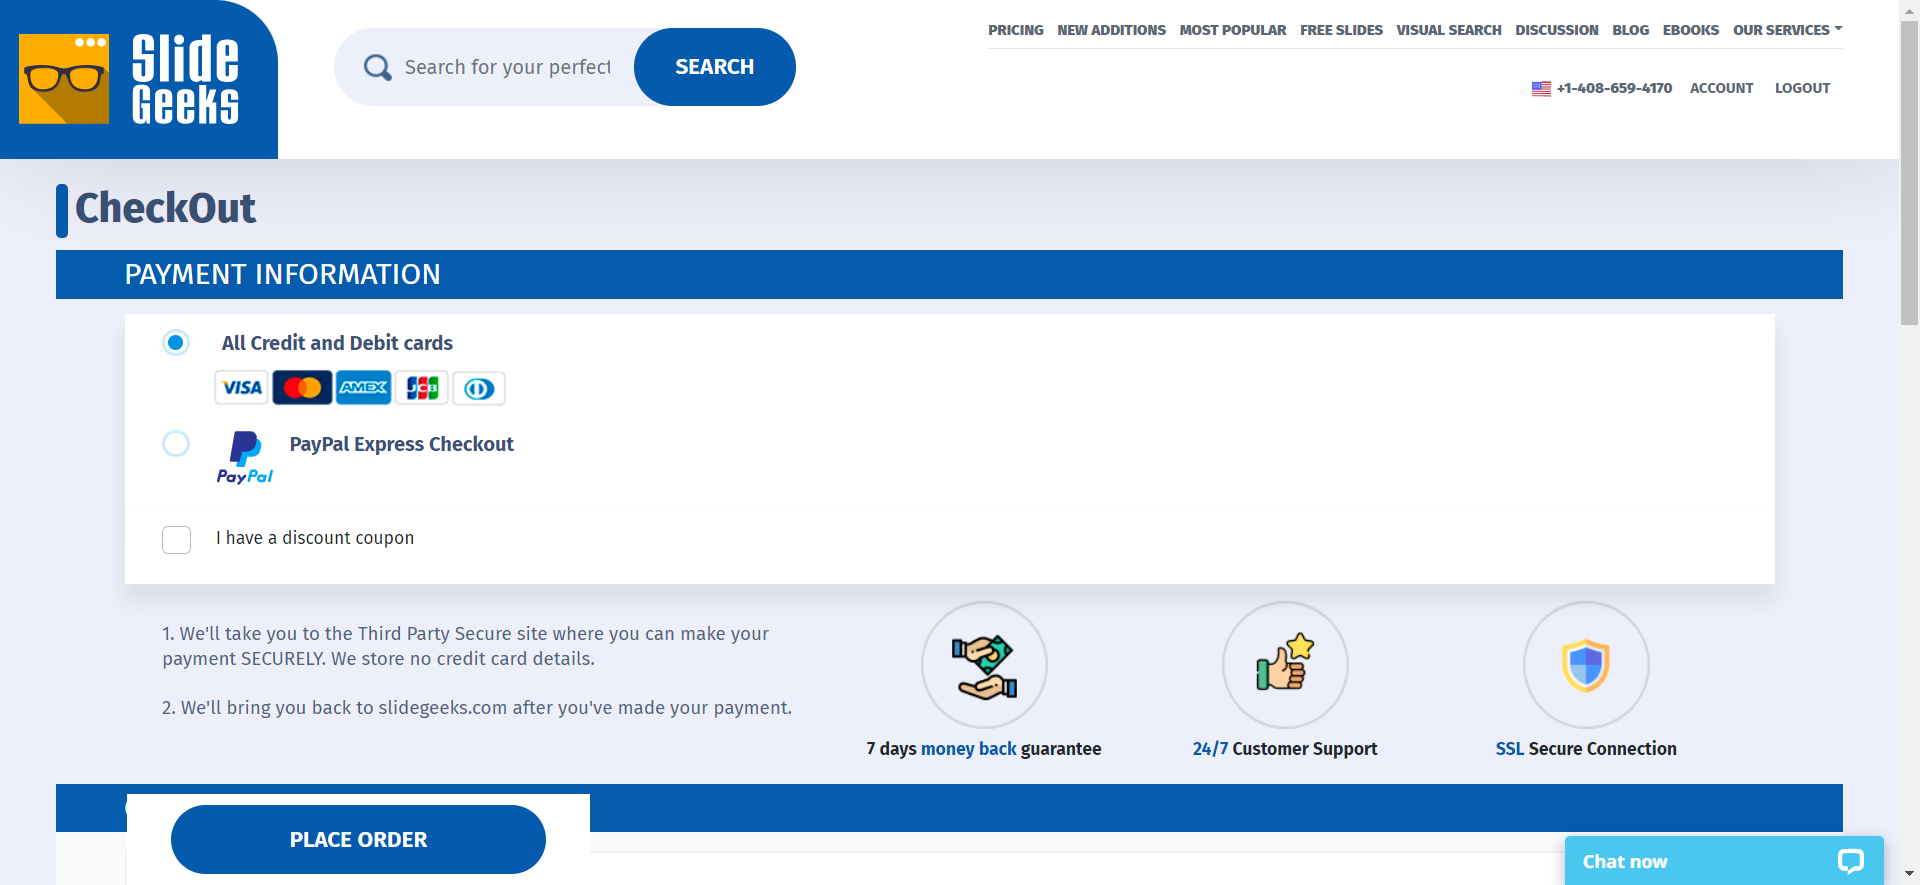 Slide
Geeks
Search for your perfect
SEARCH
PRICING NEW ADDITIONS MOST POPULAR FREE SLIDES VISUAL SEARCH DISCUSSION BLOG EBOOKS OUR SERVICES
+1-408-659-4170 ACCOUNT LOGOUT
CheckOut
PAYMENT INFORMATION
All Credit and Debit cards
VISA AMEX JCB
PayPal Express Checkout
PayPal
I have a discount coupon
1. We'll take you to the Third Party Secure site where you can make your
payment SECURELY. We store no credit card details.
2. We'll bring you back to slidegeeks.com after you've made your payment.
7 days money back guarantee
24/7 Customer Support
SSL Secure Connection
PLACE ORDER
Chat now